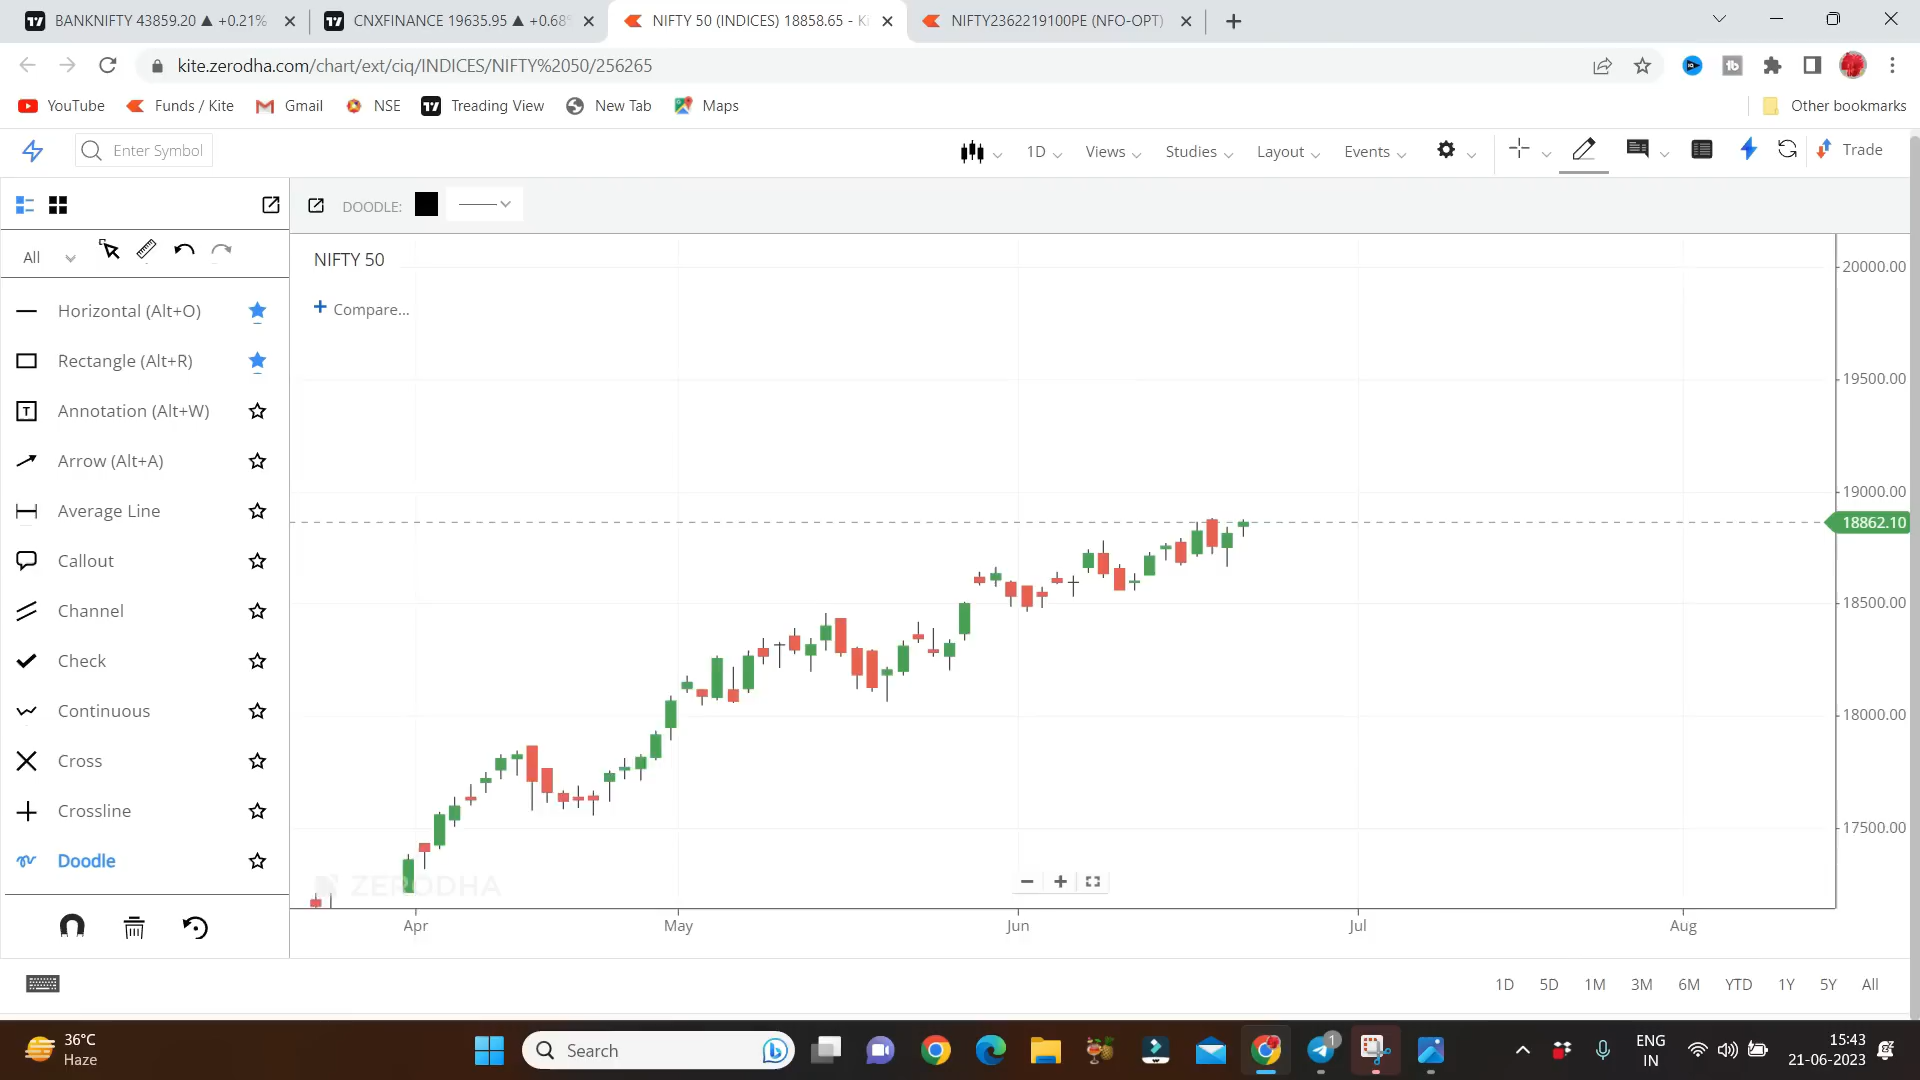 BANKNIFTY 43859.20 ▲ +0.21%
CNXFINANCE 19635.95 ▲ +0.68%
NIFTY 50 (INDICES) 18858.65 - Ki
NIFTY2362219100PE (NFO-OPT)
kite.zerodha.com/chart/ext/ciq/INDICES/NIFTY%2050/256265
YouTube
Funds / Kite
Gmail
NSE
Treading View
New Tab
Maps
Other bookmarks
Enter Symbol
1D
Views
Studies
Layout
Events
Trade
DOODLE:
All
NIFTY 50
Compare...
Horizontal (Alt+O)
Rectangle (Alt+R)
Annotation (Alt+W)
Arrow (Alt+A)
Average Line
Callout
Channel
Check
Continuous
Cross
Crossline
Doodle
20000.00
19500.00
19000.00
18862.10
18500.00
18000.00
17500.00
ZERODHA
Apr
May
Jun
Jul
Aug
1D 5D 1M 3M 6M YTD 1Y 5Y All
36°C
Haze
Search
1
ENG
IN
15:43
21-06-2023